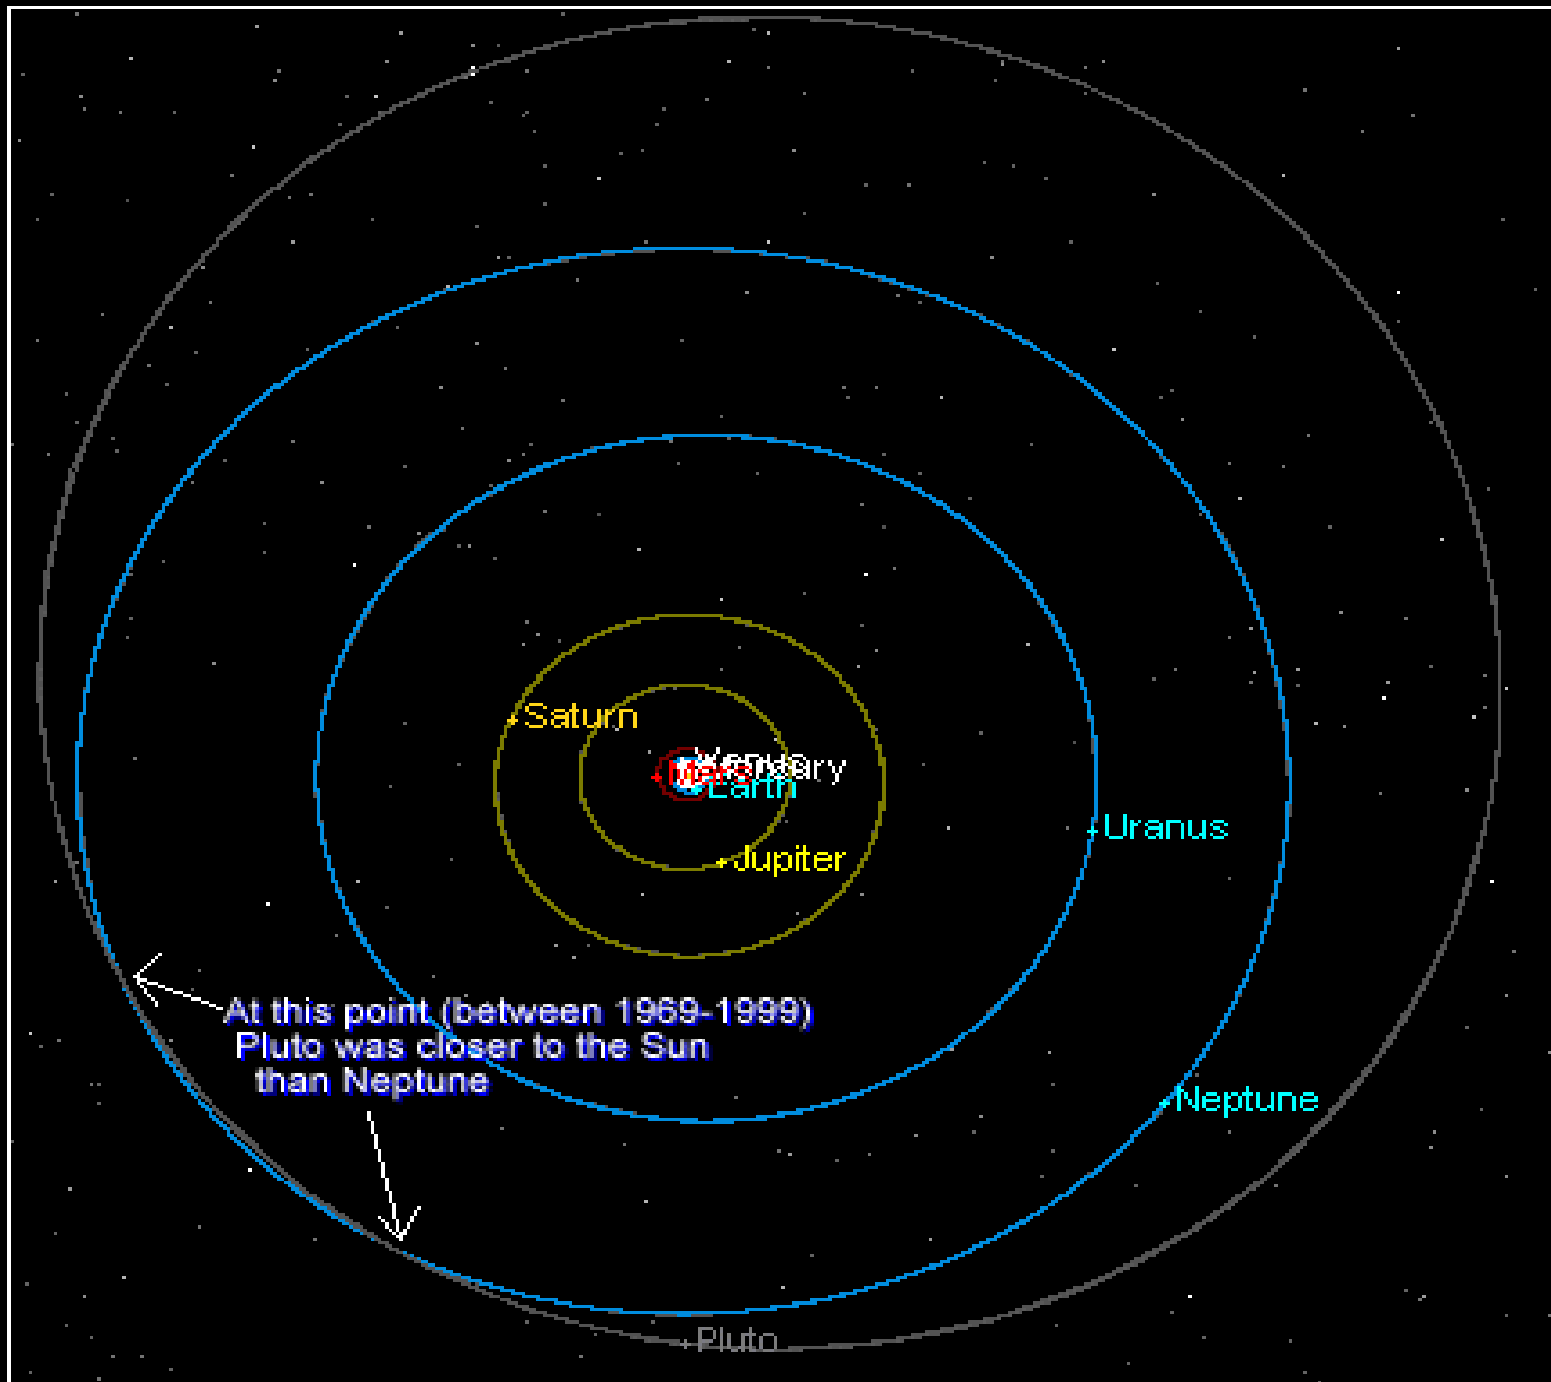 Saturn
Mars
Earth
Jupiter
Uranus
At this point (between 1969-1999)
Pluto was closer to the Sun
than Neptune
Neptune
Pluto